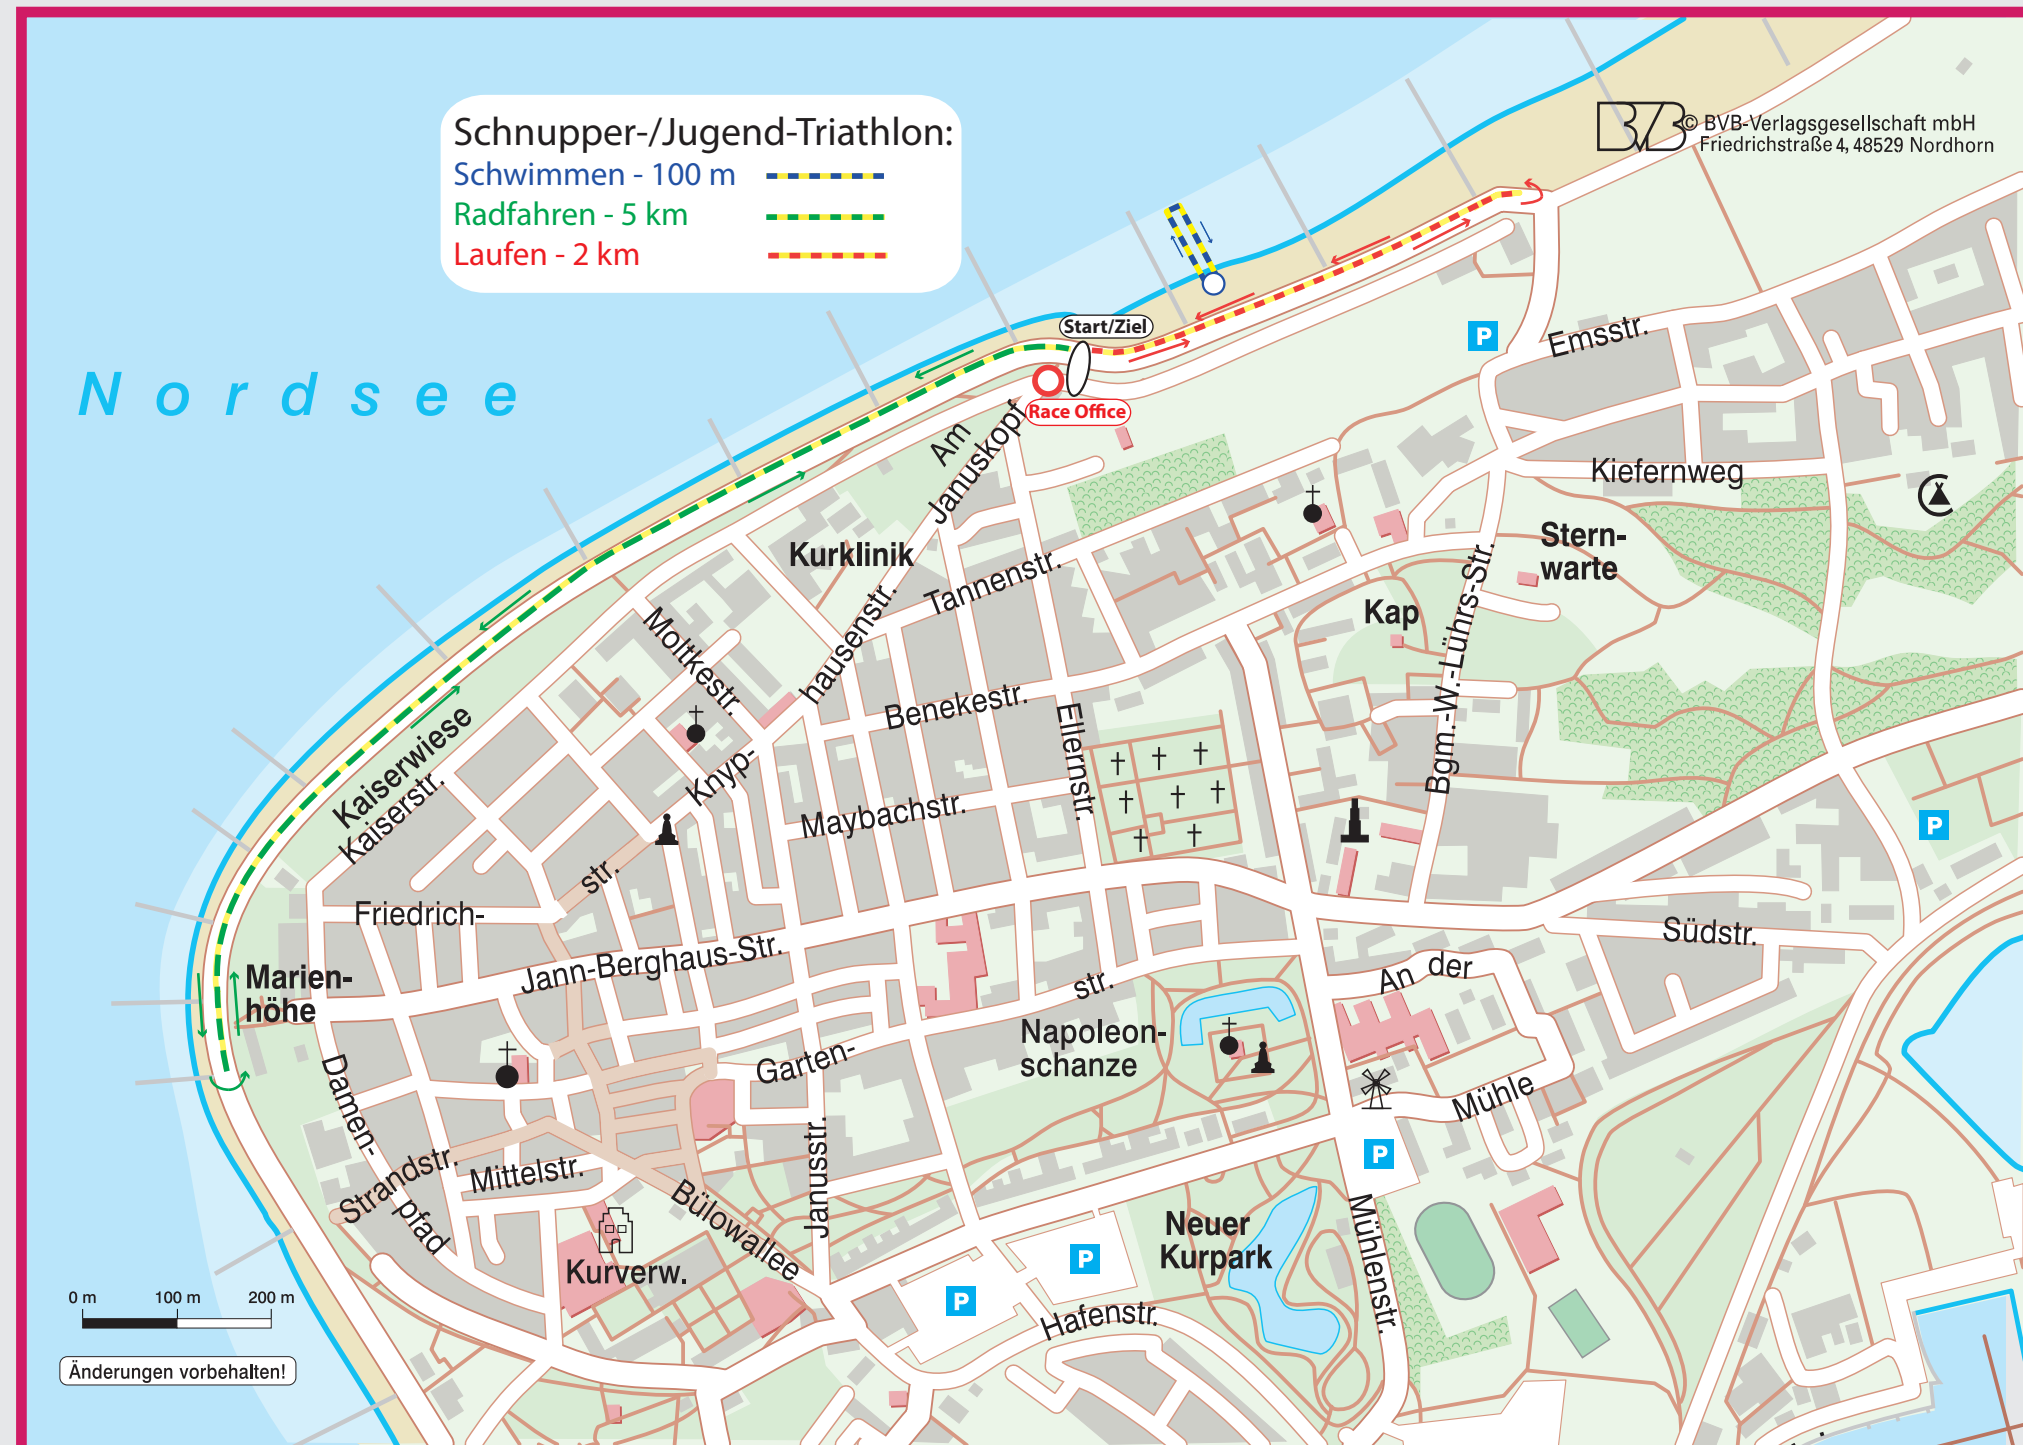 Schnupper-/Jugend-Triathlon:
Schwimmen - 100 m
Radfahren - 5 km
Laufen - 2 km
BVB
© BVB-Verlagsgesellschaft mbH
Friedrichstraße 4, 48529 Nordhorn
Nordsee
Start/Ziel
Race Office
P
Emsstr.
Am
Januskopf
Kiefernweg
Kurklinik
Stern-
warte
Tannenstr.
Kap
Moltkestr.
hausenstr.
Knyp-
Benekestr.
Ellernstr.
Bgm.-W.-Lührs-Str.
Kaiserwiese
Kaiserstr.
Maybachstr.
P
str.
Friedrich-
Jann-Berghaus-Str.
Südstr.
Marien-
höhe
str.
An der
Mühle
Napoleon-
schanze
Garten-
Damen-
pfad
Strandstr.
Mittelstr.
Janusstr.
Bülowallee
P
Mühlenstr.
Neuer
Kurpark
P
P
Kurverw.
Hafenstr.
0 m 100 m 200 m
Änderungen vorbehalten!